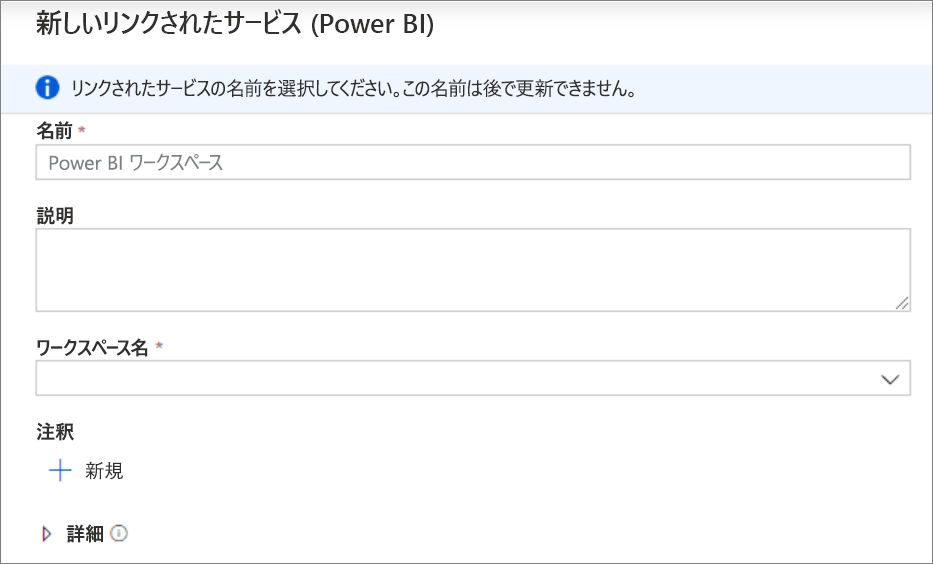 新しいリンクされたサービス (Power BI)
リンクされたサービスの名前を選択してください。この名前は後で更新できません。
名前 *
Power BI ワークスペース
説明
ワークスペース名 *
注釈
新規
詳細